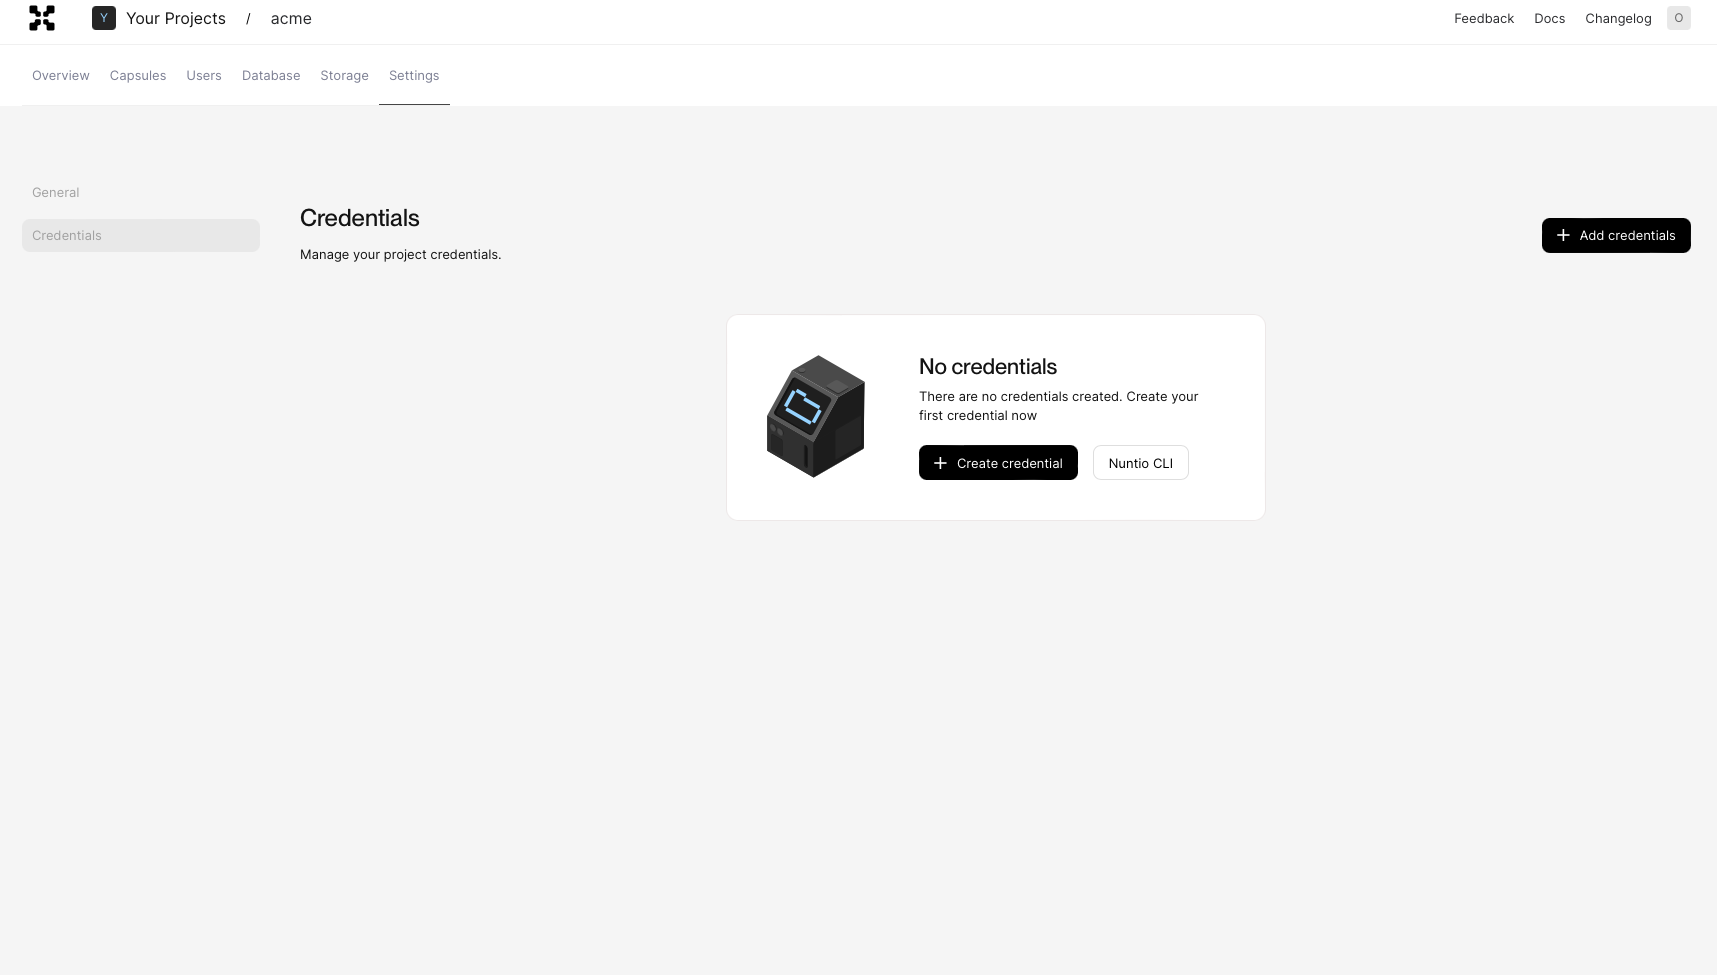 Y Your Projects / acme
Feedback Docs Changelog O
Overview Capsules Users Database Storage Settings
General
Credentials
Credentials
Manage your project credentials.
Add credentials
No credentials
There are no credentials created. Create your
first credential now
Create credential
Nuntio CLI